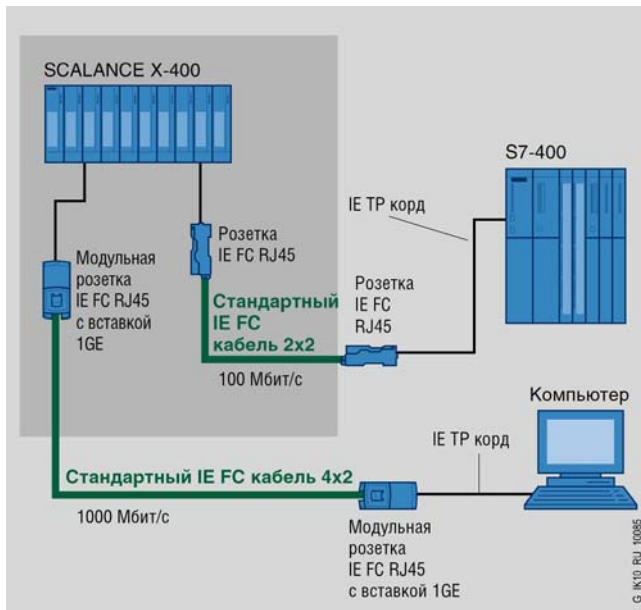 SCALANCE X-400
S7-400
IE TP корд
Розетка
IE FC RJ45
Модульная
розетка
IE FC RJ45
с вставкой
1GE
Стандартный
IE FC
кабель 2x2
100 Мбит/с
Розетка
IE FC
RJ45
Компьютер
IE TP корд
Стандартный IE FC кабель 4x2
1000 Мбит/с
Модульная
розетка
IE FC RJ45
с вставкой 1GE
G_IK10_RU_10085